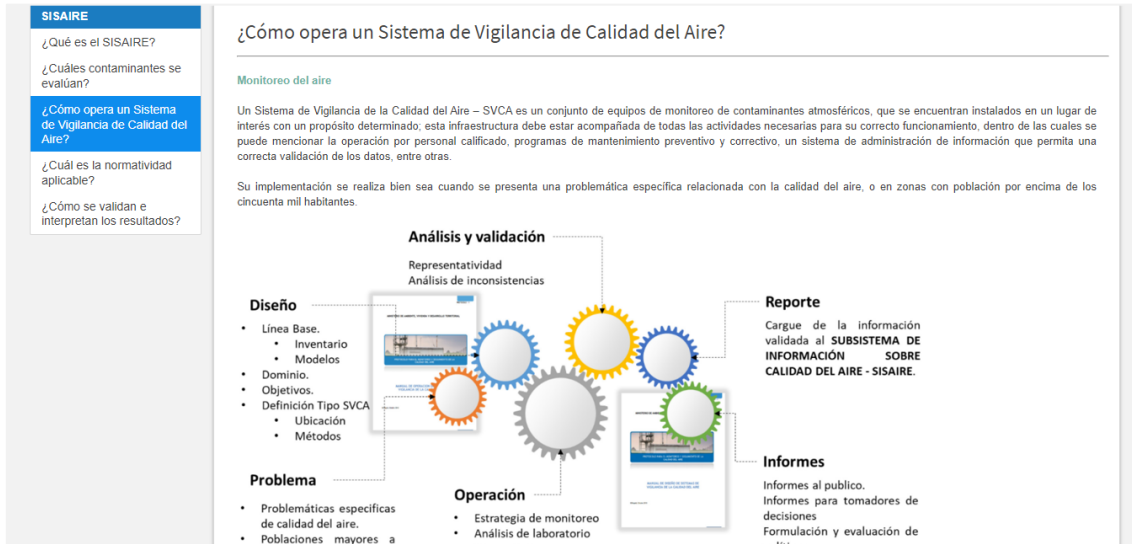 SISAIRE
¿Qué es el SISAIRE?
¿Cuáles contaminantes se
evalúan?
¿Cómo opera un Sistema
de Vigilancia de Calidad del
Aire?
¿Cuál es la normatividad
aplicable?
¿Cómo se validan e
interpretan los resultados?
¿Cómo opera un Sistema de Vigilancia de Calidad del Aire?
Monitoreo del aire
Un Sistema de Vigilancia de la Calidad del Aire – SVCA es un conjunto de equipos de monitoreo de contaminantes atmosféricos, que se encuentran instalados en un lugar de
interés con un propósito determinado; esta infraestructura debe estar acompañada de todas las actividades necesarias para su correcto funcionamiento, dentro de las cuales se
puede mencionar la operación por personal calificado, programas de mantenimiento preventivo y correctivo, un sistema de administración de información que permita una
correcta validación de los datos, entre otras.
Su implementación se realiza bien sea cuando se presenta una problemática específica relacionada con la calidad del aire, o en zonas con población por encima de los
cincuenta mil habitantes.
Análisis y validación
Representatividad
Análisis de inconsistencias
Diseño
• Línea Base.
• Inventario
• Modelos
• Dominio.
• Objetivos.
• Definición Tipo SVCA
• Ubicación
• Métodos
Reporte
Cargue de la información
validada al SUBSISTEMA DE
INFORMACIÓN SOBRE
CALIDAD DEL AIRE - SISAIRE.
Problema
• Problemáticas especificas
de calidad del aire.
• Poblaciones mayores a
Operación
• Estrategia de monitoreo
• Análisis de laboratorio
Informes
Informes al publico.
Informes para tomadores de
decisiones
Formulación y evaluación de